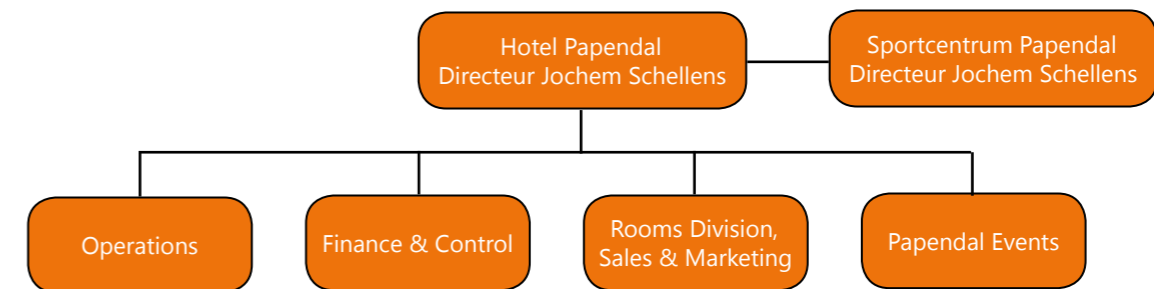 Hotel Papendal
Directeur Jochem Schellens
Sportcentrum Papendal
Directeur Jochem Schellens
Operations
Finance & Control
Rooms Division,
Sales & Marketing
Papendal Events